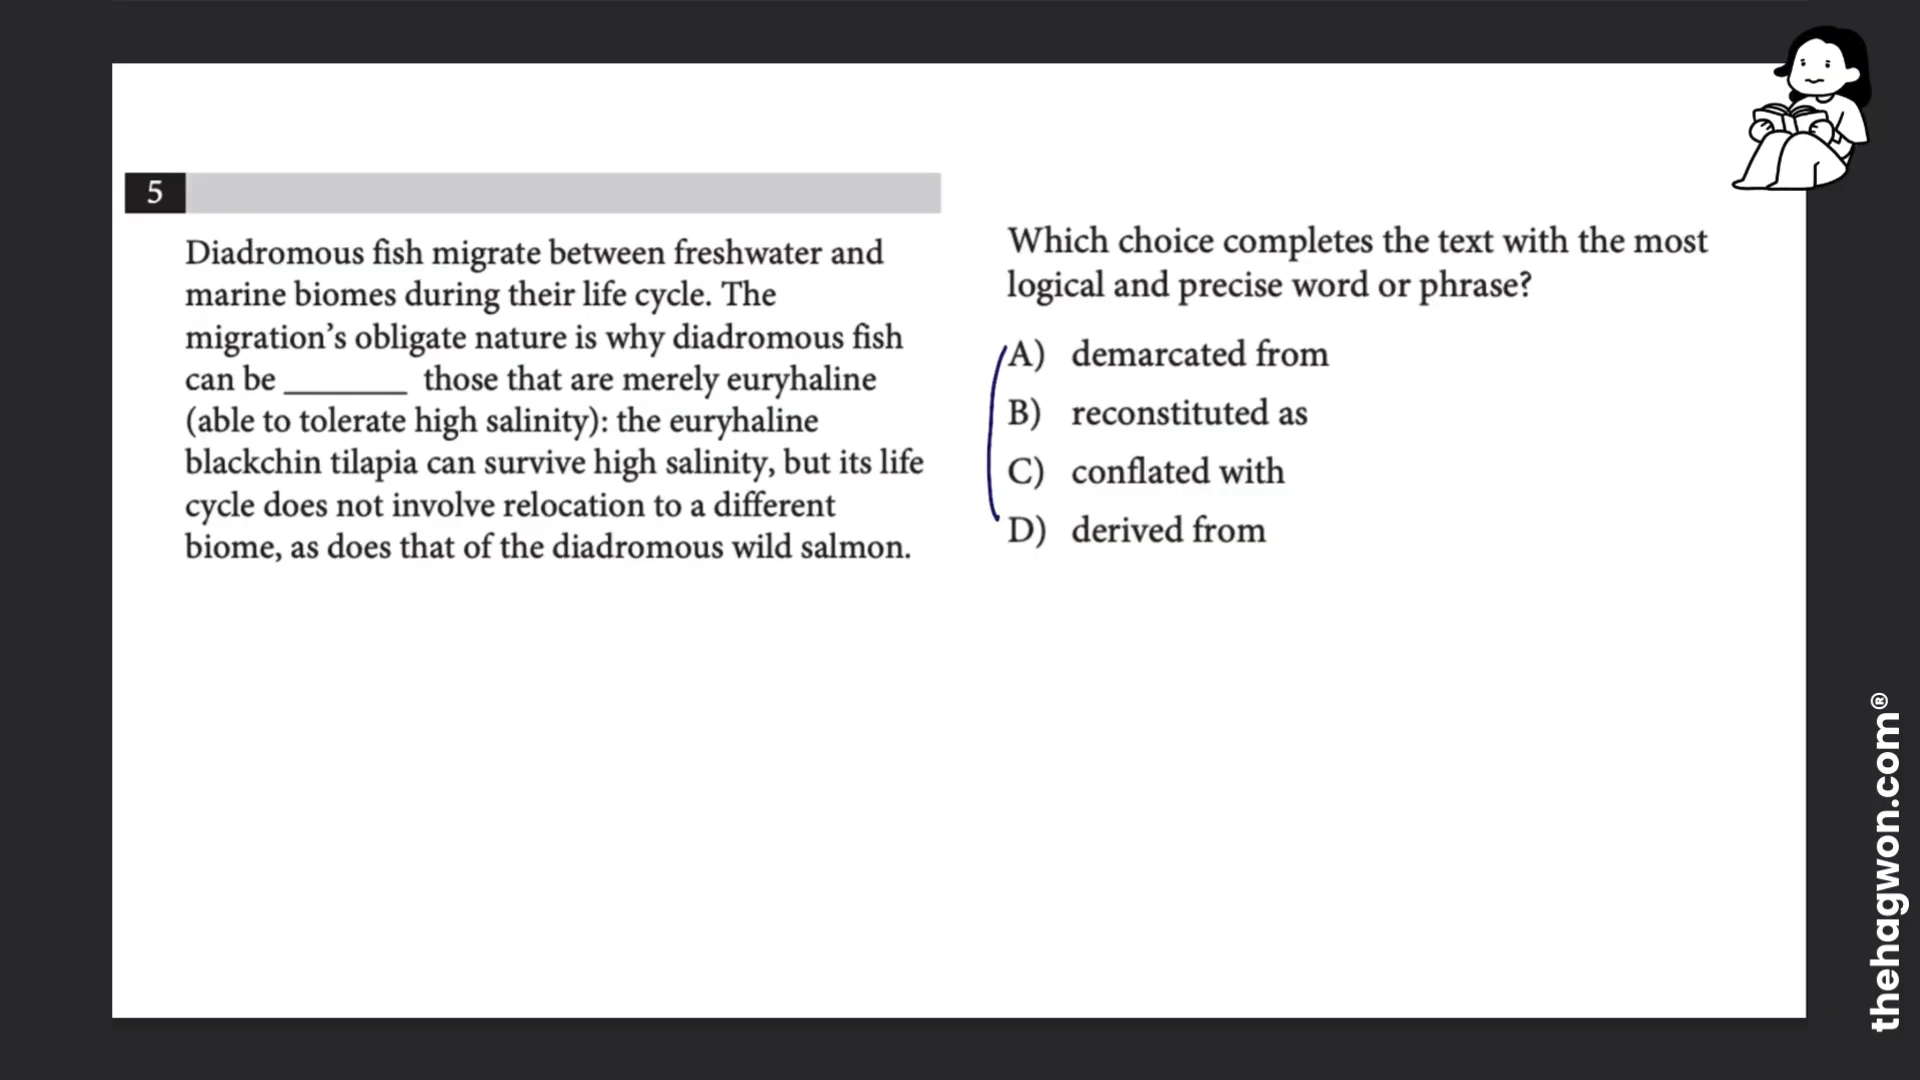 5
Diadromous fish migrate between freshwater and
marine biomes during their life cycle. The
migration’s obligate nature is why diadromous fish
can be ________ those that are merely euryhaline
(able to tolerate high salinity): the euryhaline
blackchin tilapia can survive high salinity, but its life
cycle does not involve relocation to a different
biome, as does that of the diadromous wild salmon.
Which choice completes the text with the most
logical and precise word or phrase?
A) demarcated from
B) reconstituted as
C) conflated with
D) derived from
thehagwon.com®